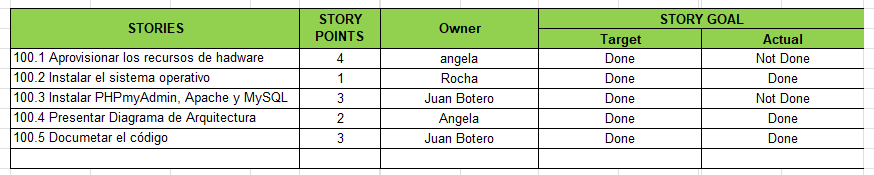 STORIES STORY POINTS Owner STORY GOAL
Target Actual
100.1 Aprovisionar los recursos de hadware 4 angela Done Not Done
100.2 Instalar el sistema operativo 1 Rocha Done Done
100.3 Instalar PHPmyAdmin, Apache y MySQL 3 Juan Botero Done Not Done
100.4 Presentar Diagrama de Arquitectura 2 Angela Done Done
100.5 Documetar el código 3 Juan Botero Done Done